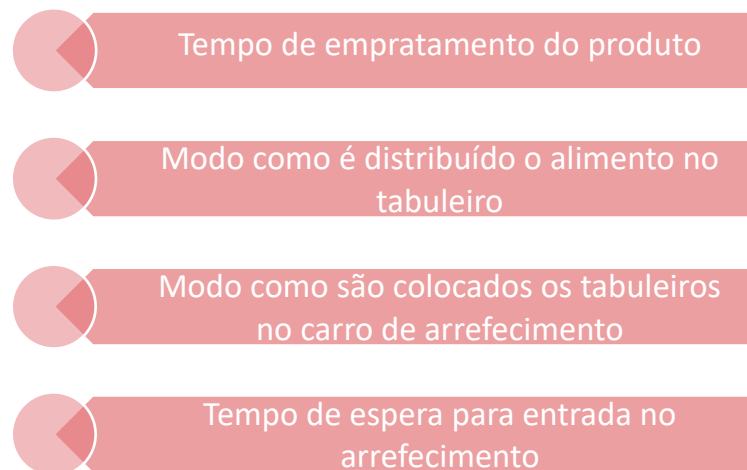 Tempo de empratamento do produto
Modo como é distribuído o alimento no
tabuleiro
Modo como são colocados os tabuleiros
no carro de arrefecimento
Tempo de espera para entrada no
arrefecimento